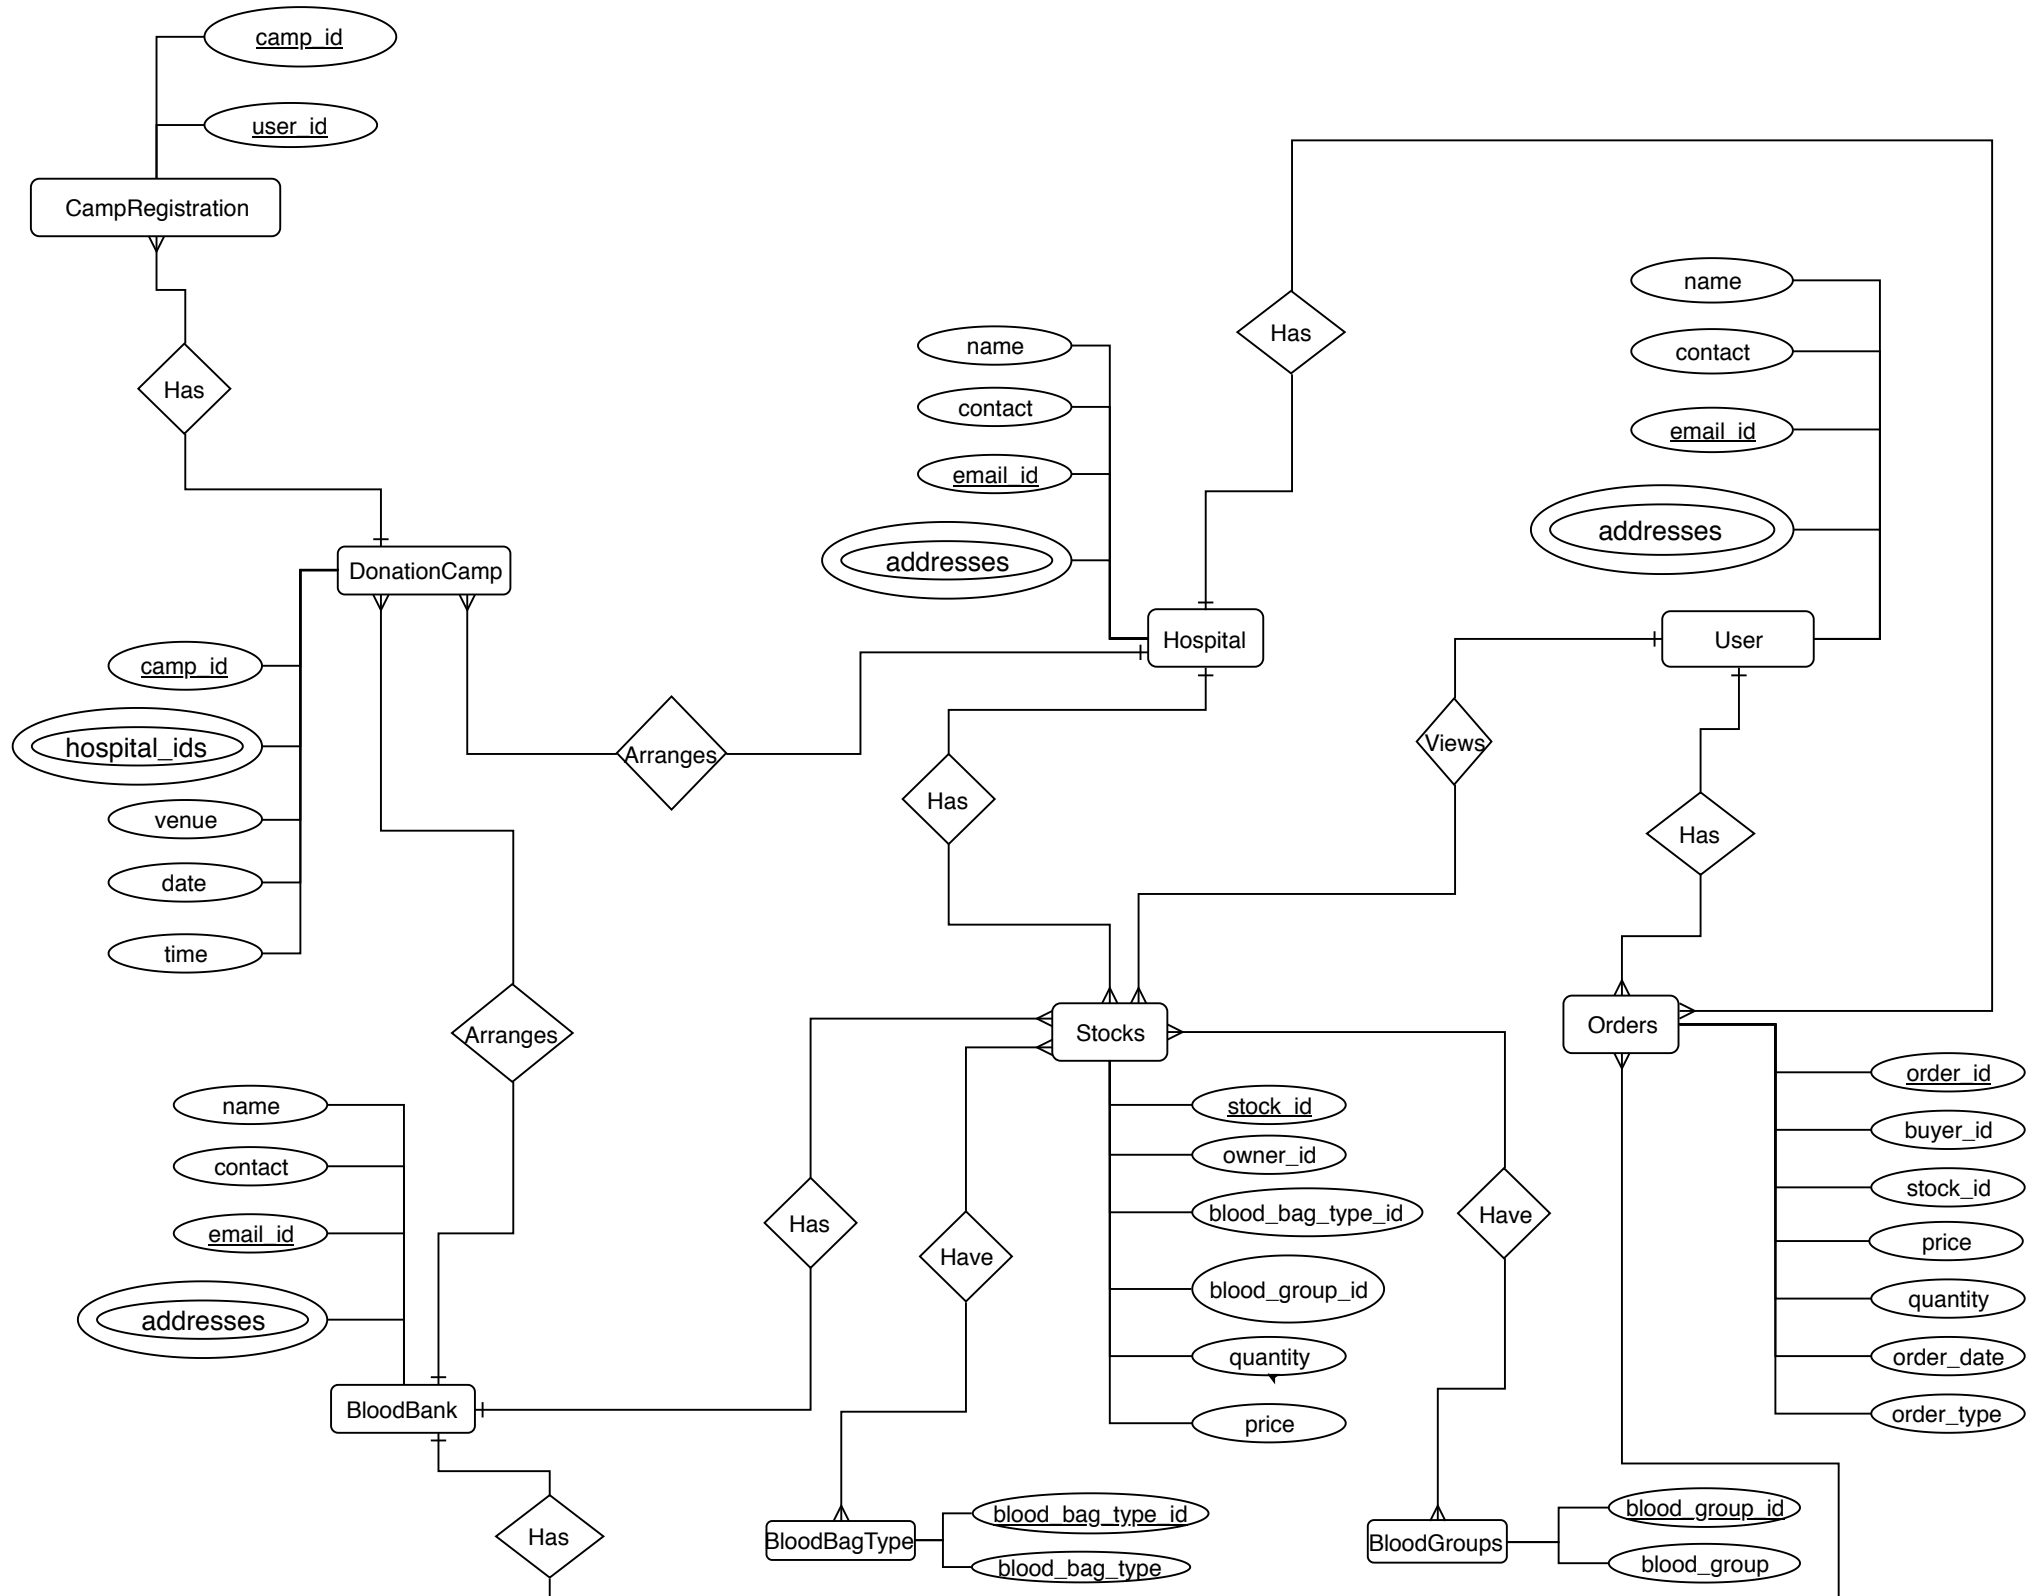 camp_id
user_id
CampRegistration
Has
name
contact
email_id
addresses
Has
name
contact
email_id
addresses
Has
DonationCamp
Hospital
User
camp_id
hospital_ids
venue
date
time
Arranges
Has
Views
Has
Arranges
Stocks
Orders
name
contact
email_id
addresses
Has
Have
stock_id
owner_id
blood_bag_type_id
blood_group_id
quantity
price
Have
order_id
buyer_id
stock_id
price
quantity
order_date
order_type
BloodBank
Has
BloodBagType
blood_bag_type_id
blood_bag_type
BloodGroups
blood_group_id
blood_group